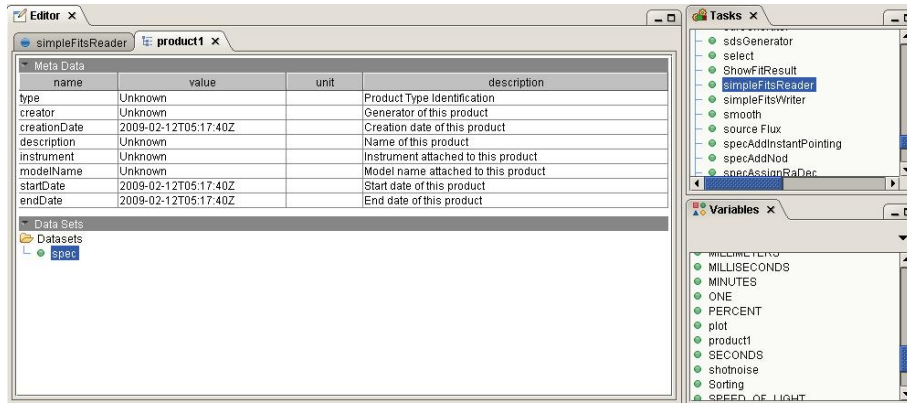 Editor
simpleFitsReader
product1
Meta Data
name value unit description
type Unknown Product Type Identification
creator Unknown Generator of this product
creationDate 2009-02-12T05:17:40Z Creation date of this product
description Unknown Name of this product
instrument Unknown Instrument attached to this product
modelName Unknown Model name attached to this product
startDate 2009-02-12T05:17:40Z Start date of this product
endDate 2009-02-12T05:17:40Z End date of this product
Data Sets
Datasets
spec
Tasks
sdsGenerator
select
ShowFitResult
simpleFitsReader
simpleFitsWriter
smooth
source Flux
specAddInstantPointing
specAddNod
specAssignRaDec
Variables
MILLIMETERS
MILLISECONDS
MINUTES
ONE
PERCENT
plot
product1
SECONDS
shotnoise
Sorting
SPEED_OF_LIGHT